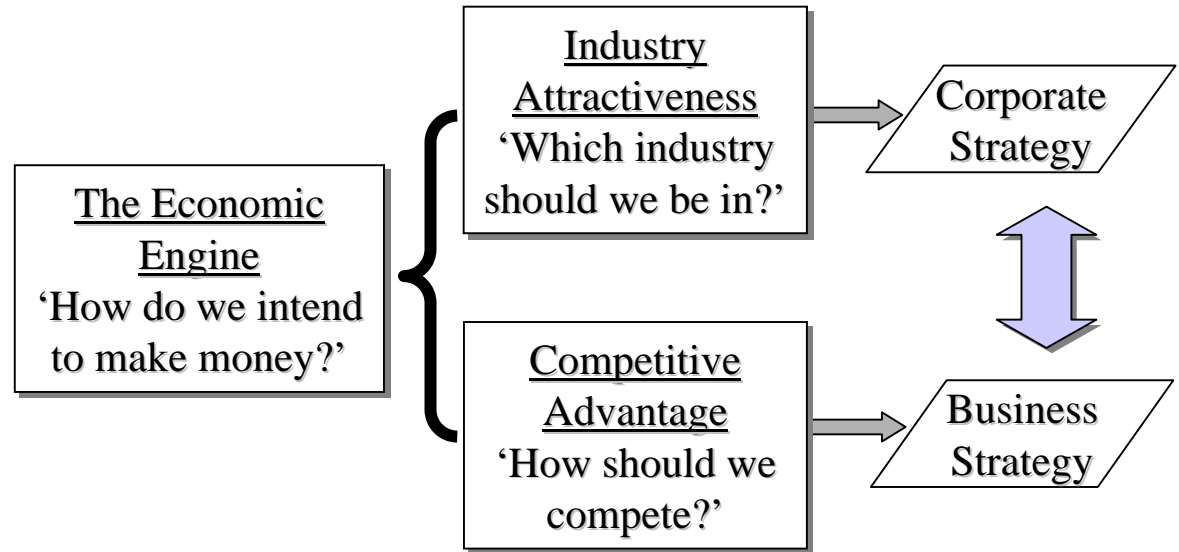 The Economic
Engine
‘How do we intend
to make money?’
Industry
Attractiveness
‘Which industry
should we be in?’
Corporate
Strategy
Competitive
Advantage
‘How should we
compete?’
Business
Strategy